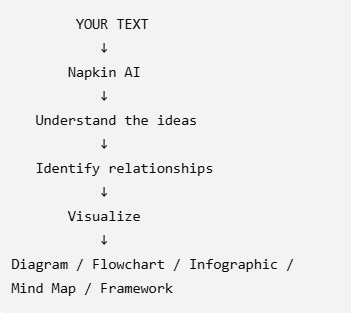 YOUR TEXT
↓
Napkin AI
↓
Understand the ideas
↓
Identify relationships
↓
Visualize
↓
Diagram / Flowchart / Infographic /
Mind Map / Framework